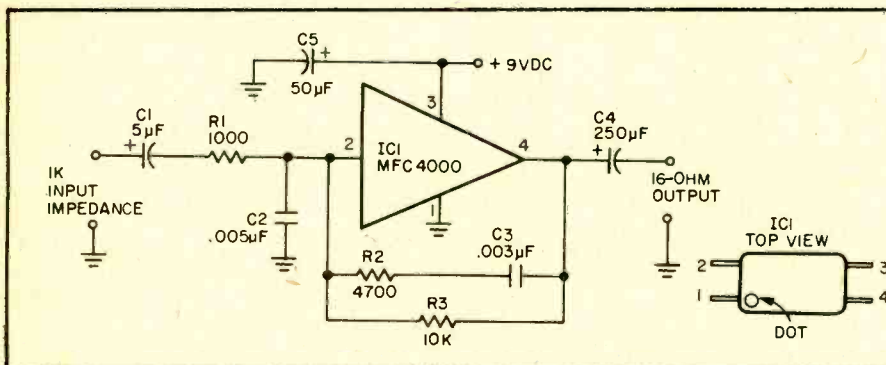 C5
+
50µF
+9VDC
3
C1
5µF
+
R1
1000
2
IC1
MFC4000
4
C4
250µF
+
1K
INPUT
IMPEDANCE
C2
.005µF
1
16-OHM
OUTPUT
R2
4700
C3
.003µF
R3
10K
IC1
TOP VIEW
2
3
1
4
DOT